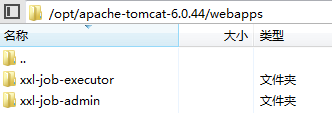 /opt/apache-tomcat-6.0.44/webapps
名称 大小 类型
..
xxl-job-executor 文件夹
xxl-job-admin 文件夹